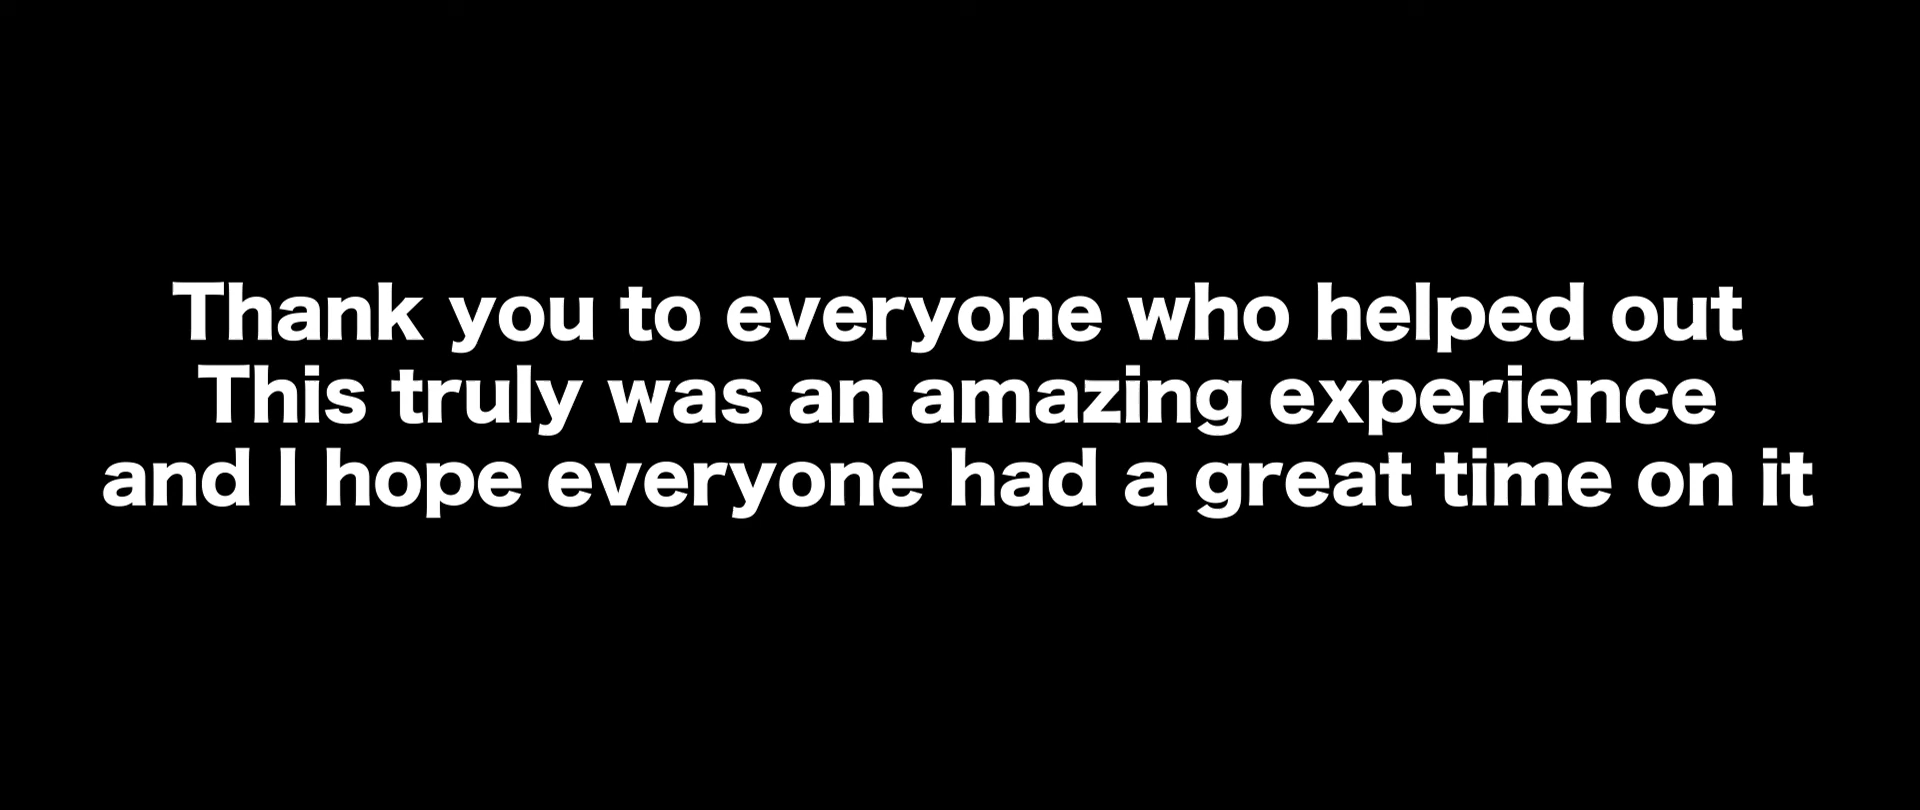 Thank you to everyone who helped out
This truly was an amazing experience
and I hope everyone had a great time on it